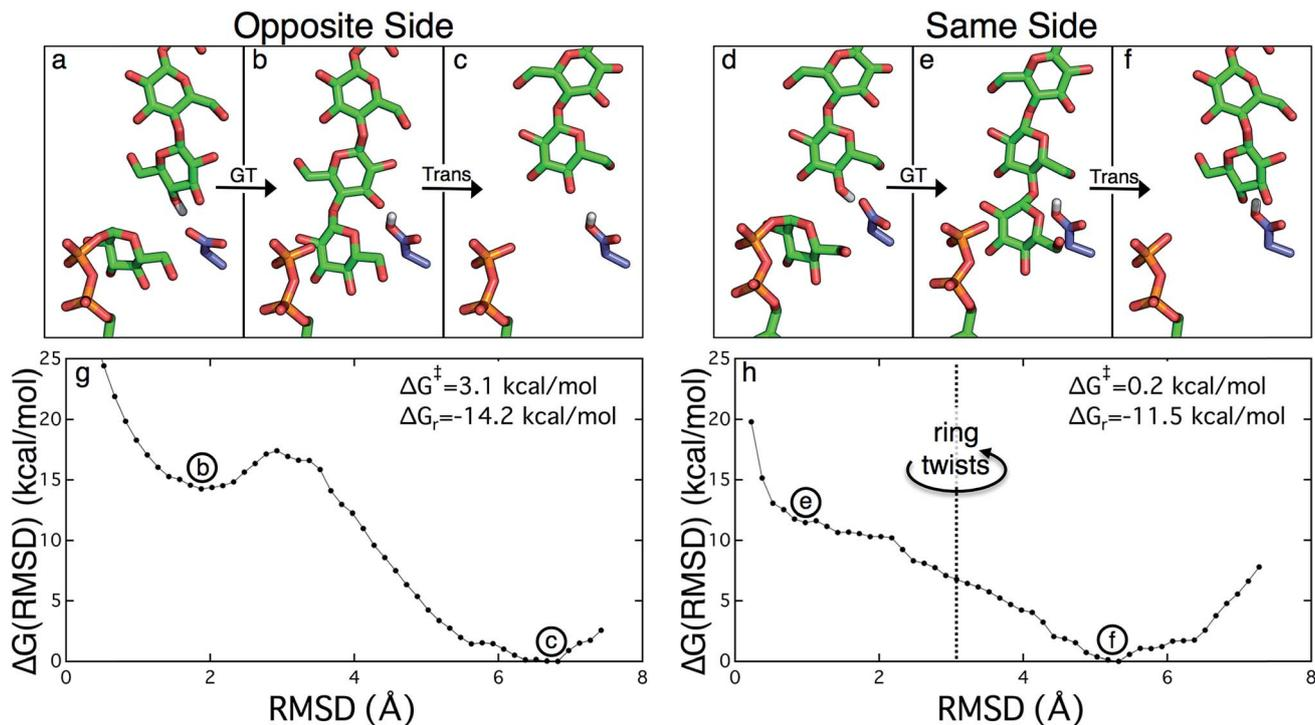 Opposite Side
Same Side
a
b
c
GT
Trans
d
e
f
GT
Trans
g
ΔG‡=3.1 kcal/mol
ΔGr=-14.2 kcal/mol
b
c
ΔG(RMSD) (kcal/mol)
25
20
15
10
5
0
0 2 4 6 8
RMSD (Å)
h
ΔG‡=0.2 kcal/mol
ΔGr=-11.5 kcal/mol
ring
twists
e
f
ΔG(RMSD) (kcal/mol)
25
20
15
10
5
0
0 2 4 6 8
RMSD (Å)